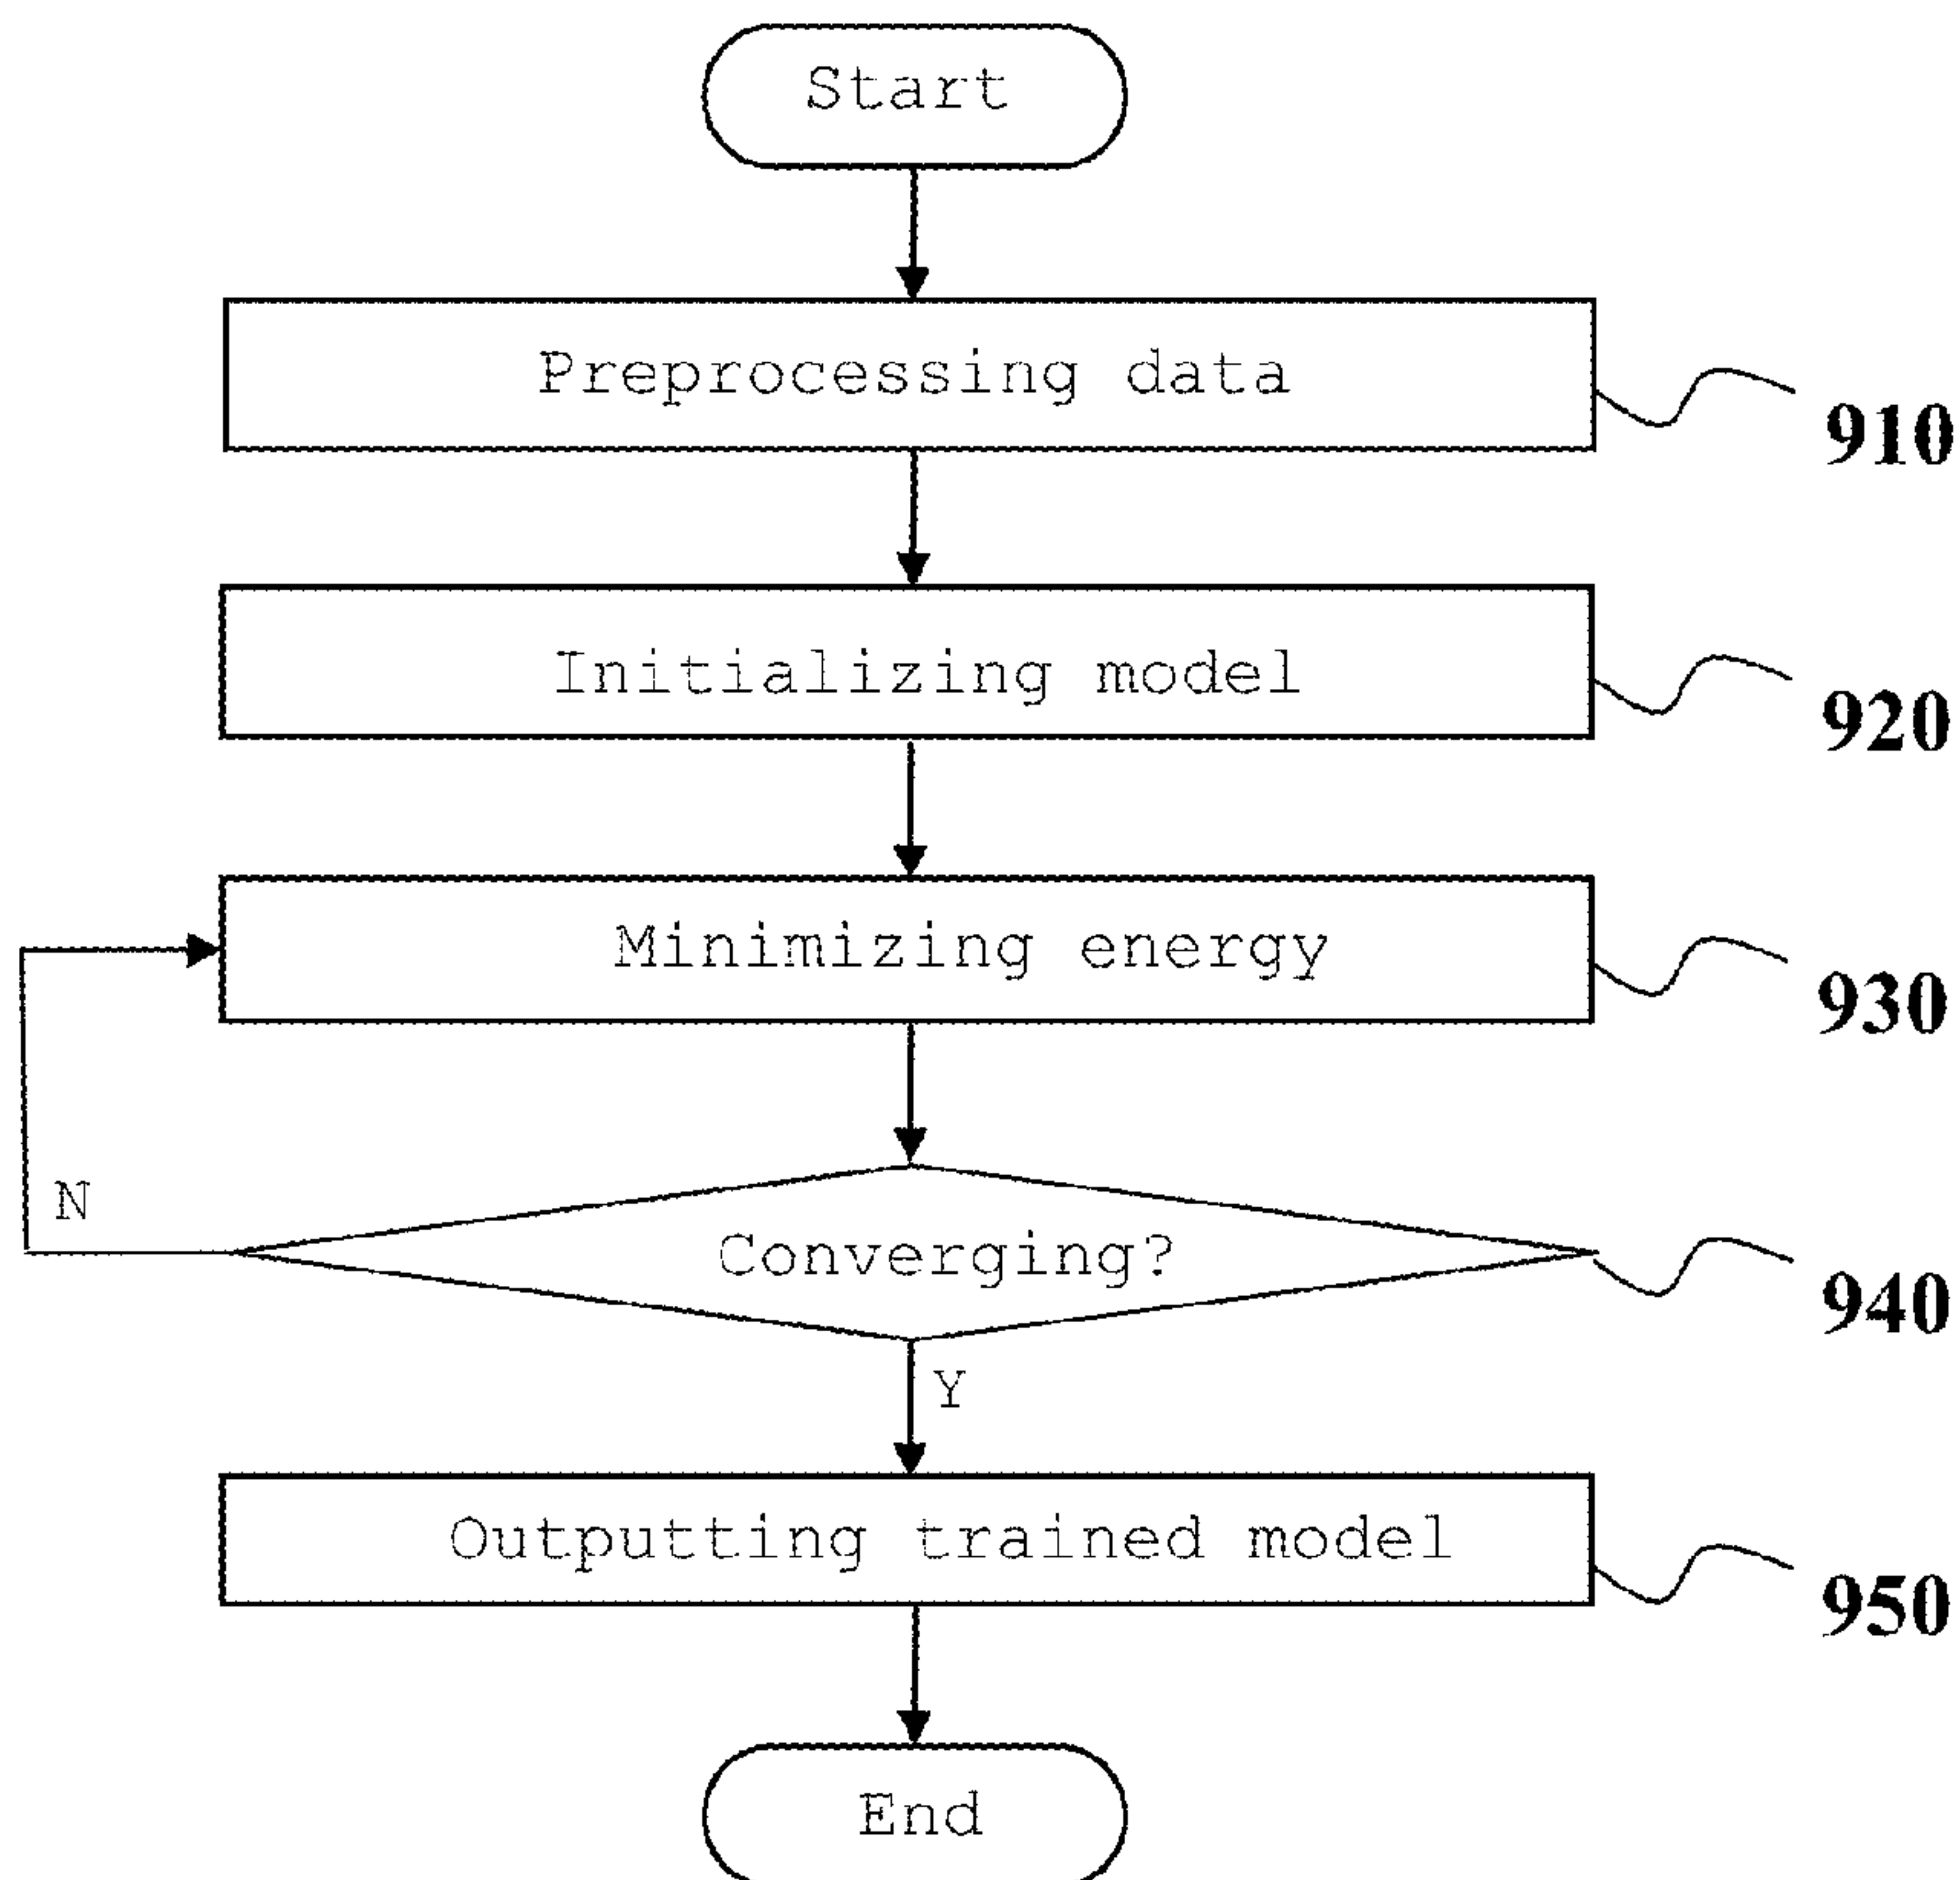 Start
Preprocessing data
910
Initializing model
920
Minimizing energy
930
N
Converging?
940
Y
Outputting trained model
950
End